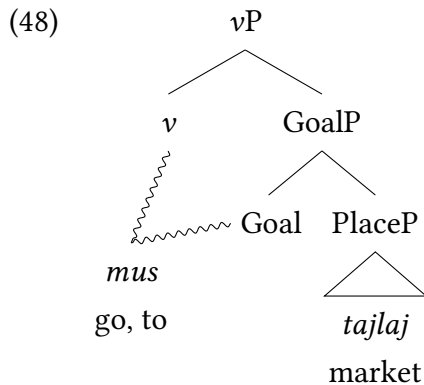 (48) vP
v GoalP
Goal PlaceP
mus
go, to
tajlaj
market